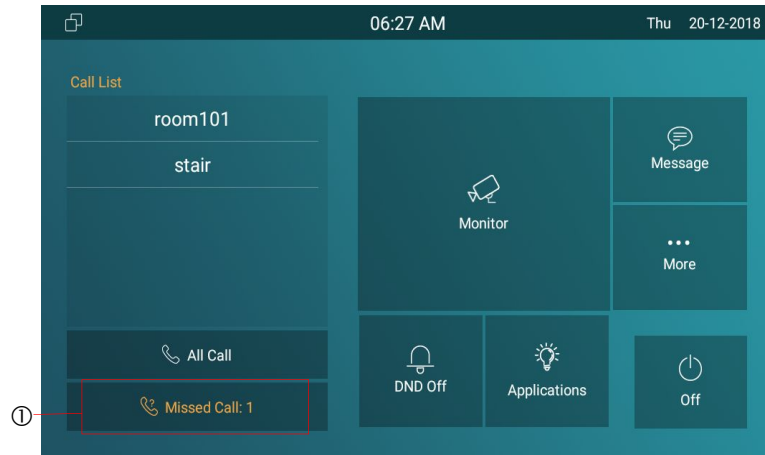 06:27 AM
Thu 20-12-2018
Call List
room101
stair
All Call
Missed Call: 1
①
Monitor
Message
More
DND Off
Applications
Off